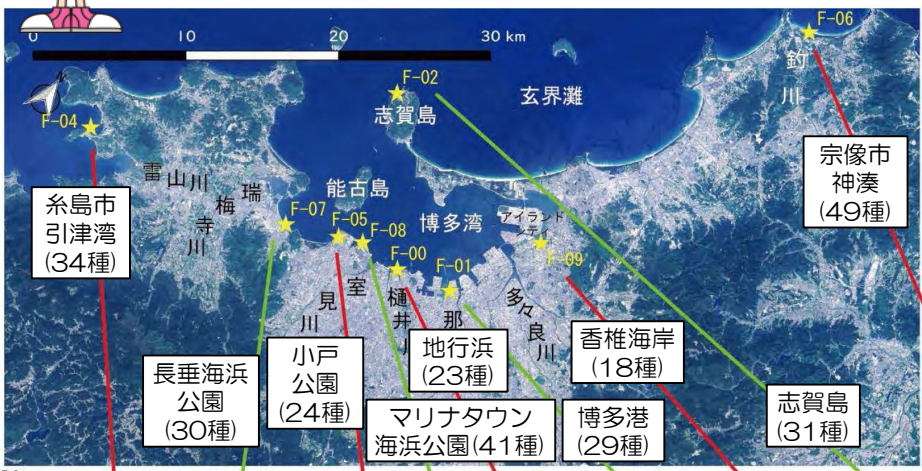 0 10 20 30 km
F-06
F-02
釣川
玄界灘
志賀島
F-04
宗像市
神湊
(49種)
雷山川
瑞梅寺川
能古島
糸島市
引津湾
(34種)
博多湾
アイランド
シティ
F-07
F-05
F-08
F-00
F-01
F-09
室見川
樋井川
那
多々良川
長垂海浜
公園
(30種)
小戸
公園
(24種)
地行浜
(23種)
香椎海岸
(18種)
マリナタウン
海浜公園(41種)
博多港
(29種)
志賀島
(31種)